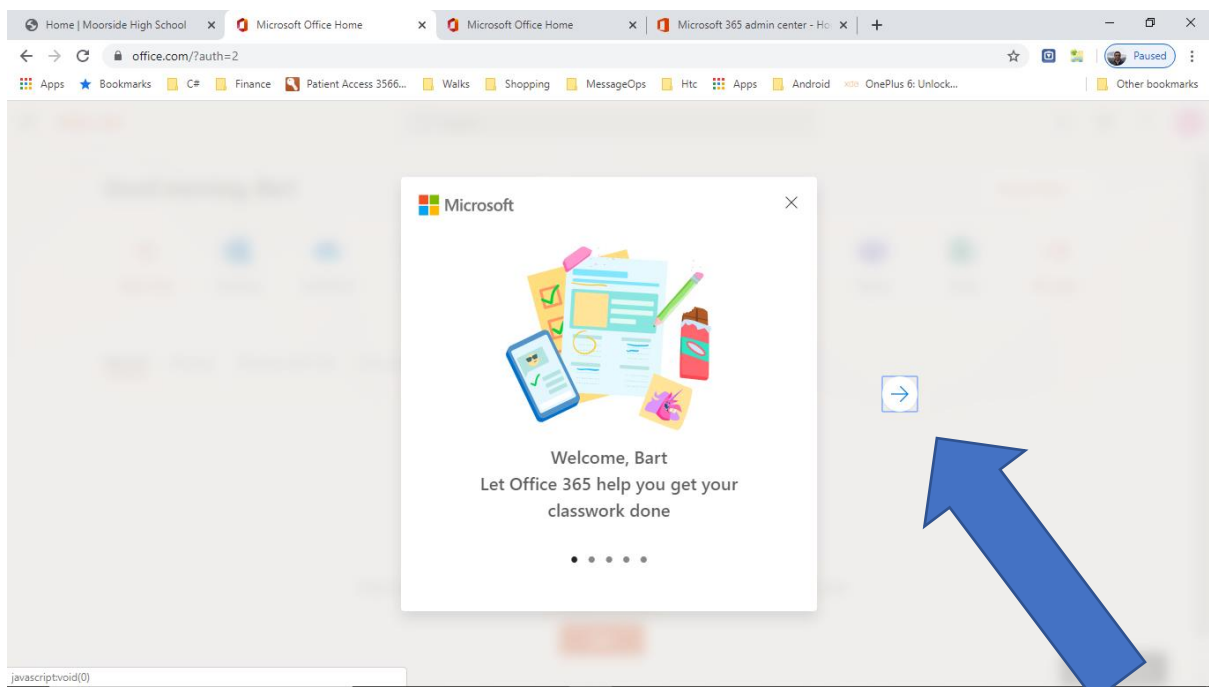 Home | Moorside High School
Microsoft Office Home
Microsoft Office Home
Microsoft 365 admin center - Ho
office.com/?auth=2
Paused
Apps
Bookmarks
C#
Finance
Patient Access 3566...
Walks
Shopping
MessageOps
Htc
Apps
Android
xda
OnePlus 6: Unlock...
Other bookmarks
Microsoft
Welcome, Bart
Let Office 365 help you get your
classwork done
javascript:void(0)